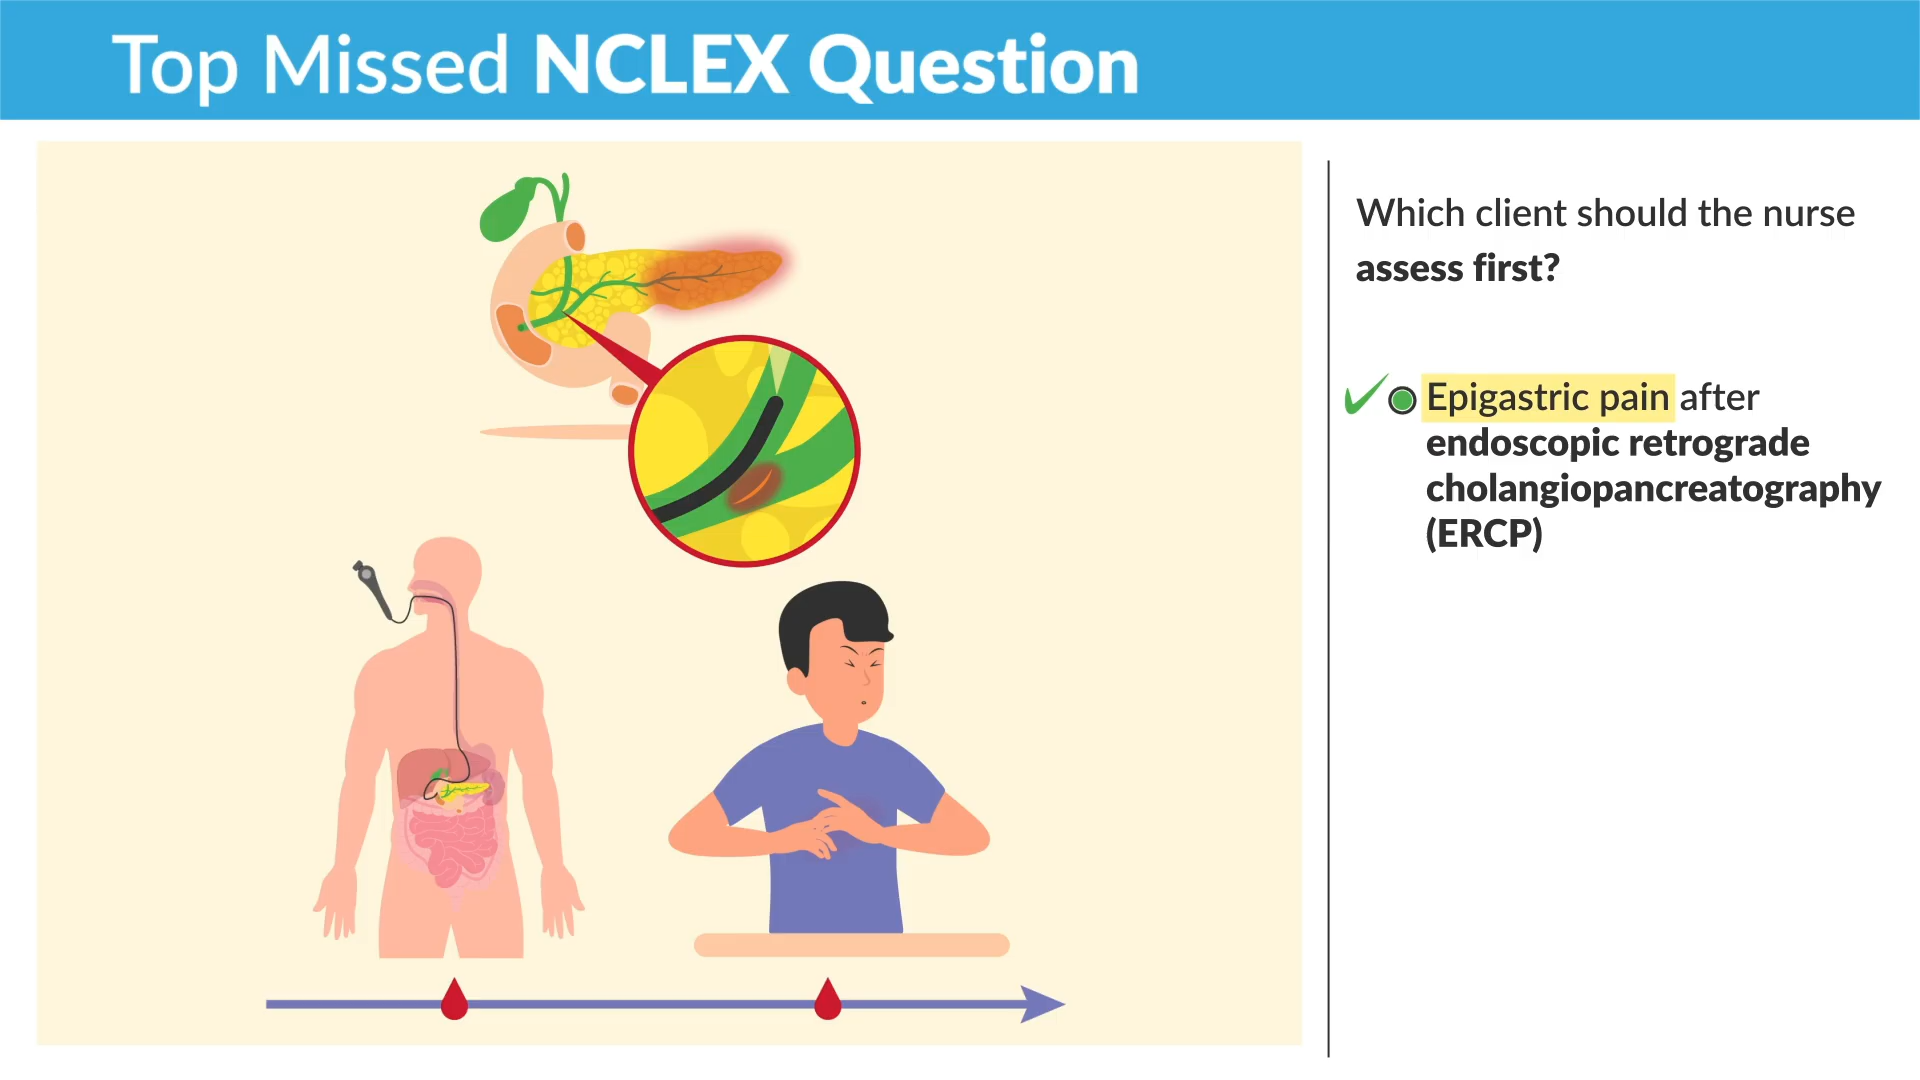 Top Missed NCLEX Question
Which client should the nurse
assess first?
Epigastric pain after
endoscopic retrograde
cholangiopancreatography
(ERCP)